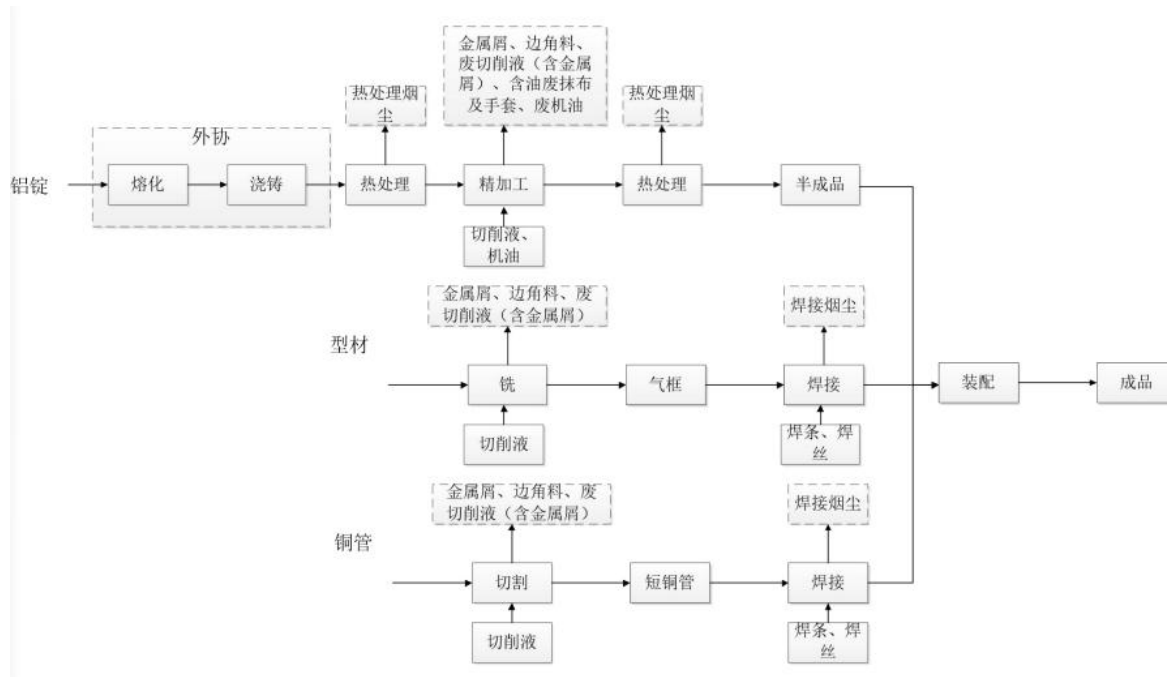 金属屑、边角料、
废切削液（含金属
屑）、含油废抹布
及手套、废机油
热处理烟
尘
热处理烟
尘
外协
铝锭
熔化
浇铸
热处理
精加工
热处理
半成品
切削液、
机油
金属屑、边角料、废
切削液（含金属屑）
焊接烟尘
型材
铣
气框
焊接
装配
成品
切削液
焊条、焊
丝
金属屑、边角料、废
切削液（含金属屑）
焊接烟尘
铜管
切割
短铜管
焊接
切削液
焊条、焊
丝